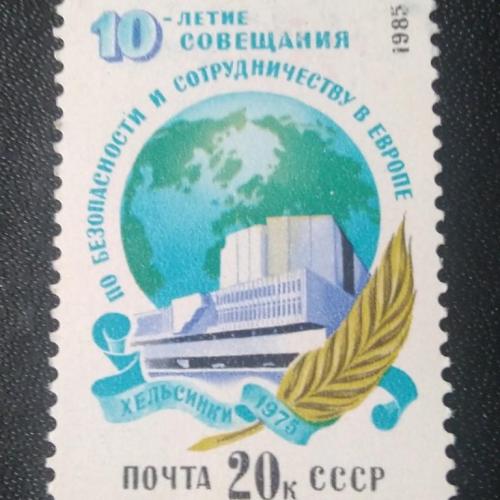 10-ЛЕТИЕ
СОВЕЩАНИЯ
1985
ПО БЕЗОПАСНОСТИ И СОТРУДНИЧЕСТВУ В ЕВРОПЕ
ХЕЛЬСИНКИ 1975
ПОЧТА 20к СССР